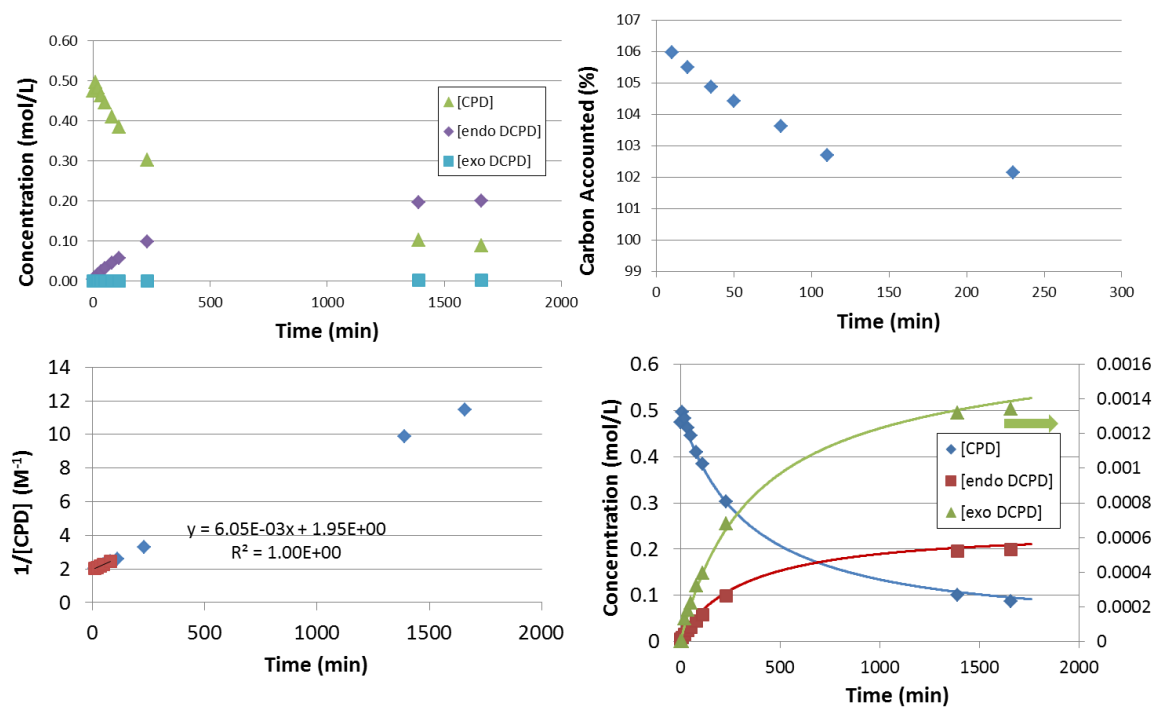 0.60
0.50
0.40
0.30
0.20
0.10
0.00
Concentration (mol/L)
[CPD]
[endo DCPD]
[exo DCPD]
0 500 1000 1500 2000
Time (min)
107
106
105
104
103
102
101
100
99
Carbon Accounted (%)
0 50 100 150 200 250 300
Time (min)
14
12
10
8
6
4
2
0
1/[CPD] (M⁻¹)
y = 6.05E-03x + 1.95E+00
R² = 1.00E+00
0 500 1000 1500 2000
Time (min)
0.6
0.5
0.4
0.3
0.2
0.1
0
Concerntration (mol/L)
[CPD]
[endo DCPD]
[exo DCPD]
0.0016
0.0014
0.0012
0.001
0.0008
0.0006
0.0004
0.0002
0
0 500 1000 1500 2000
Time (min)